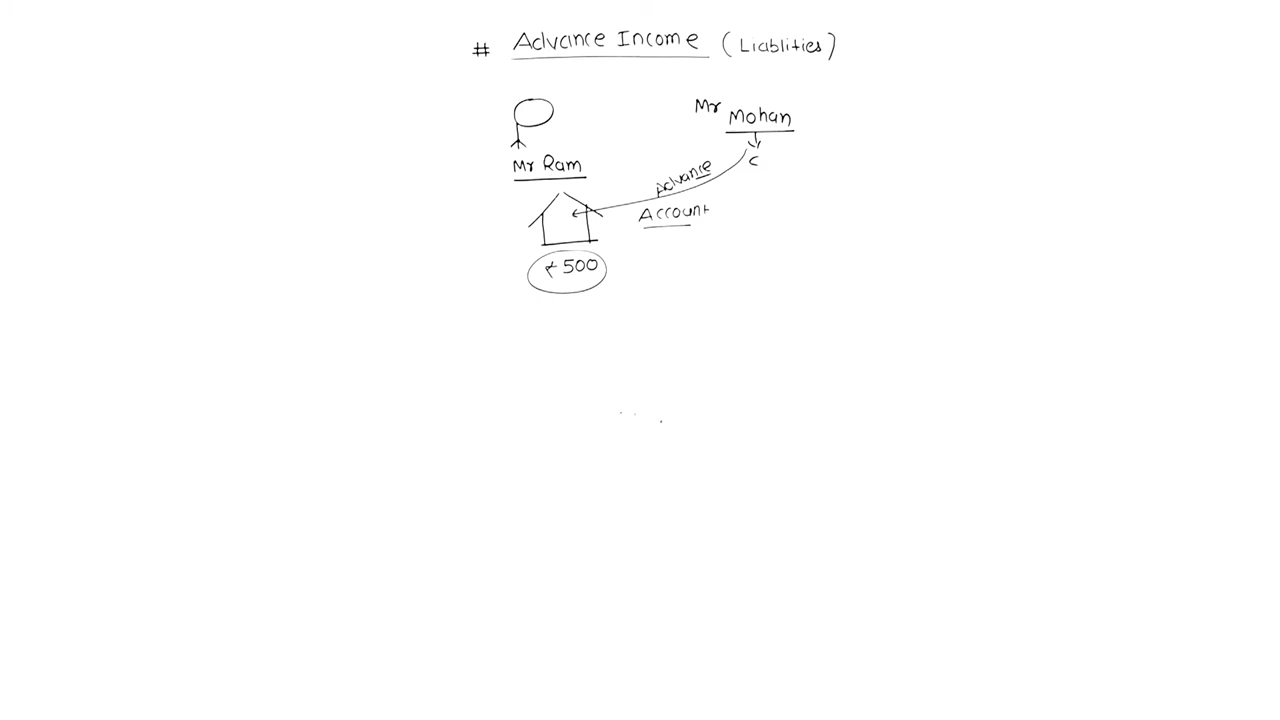 # Advance Income (Liablities)
Mr Mohan
C
Mr Ram
Advance
Account
₹500